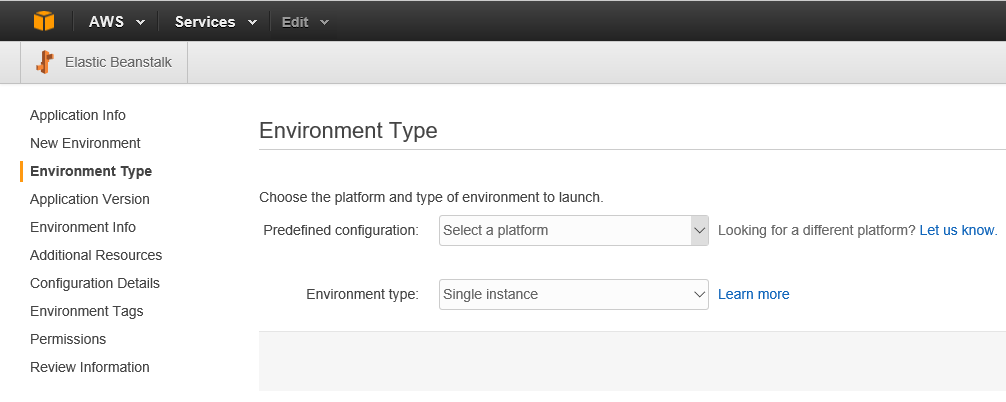 AWS Services Edit
Elastic Beanstalk
Application Info
New Environment
Environment Type
Application Version
Environment Info
Additional Resources
Configuration Details
Environment Tags
Permissions
Review Information
Environment Type
Choose the platform and type of environment to launch.
Predefined configuration: Select a platform Looking for a different platform? Let us know.
Environment type: Single instance Learn more